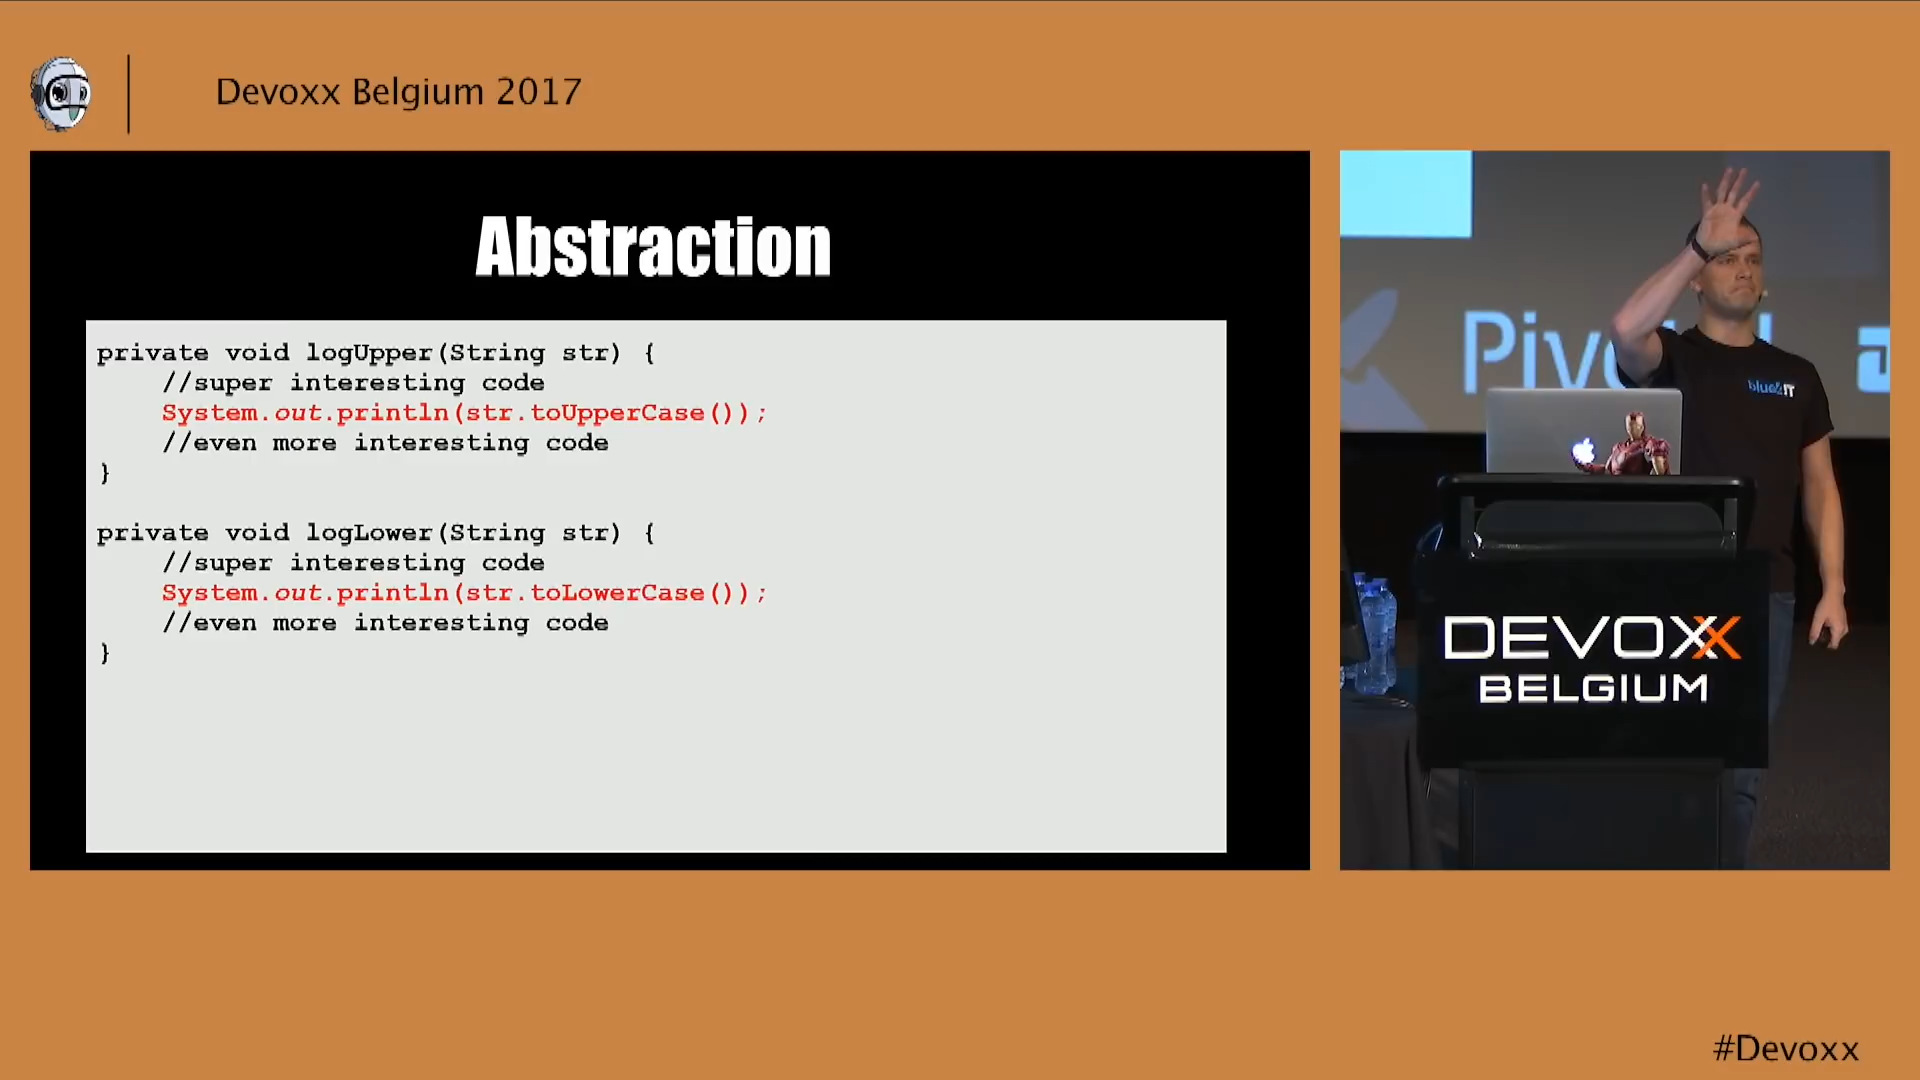 Devoxx Belgium 2017
Abstraction
private void logUpper(String str) {
//super interesting code
System.out.println(str.toUpperCase());
//even more interesting code
}
private void logLower(String str) {
//super interesting code
System.out.println(str.toLowerCase());
//even more interesting code
}
blue4IT
DEVOXX
BELGIUM
#Devoxx